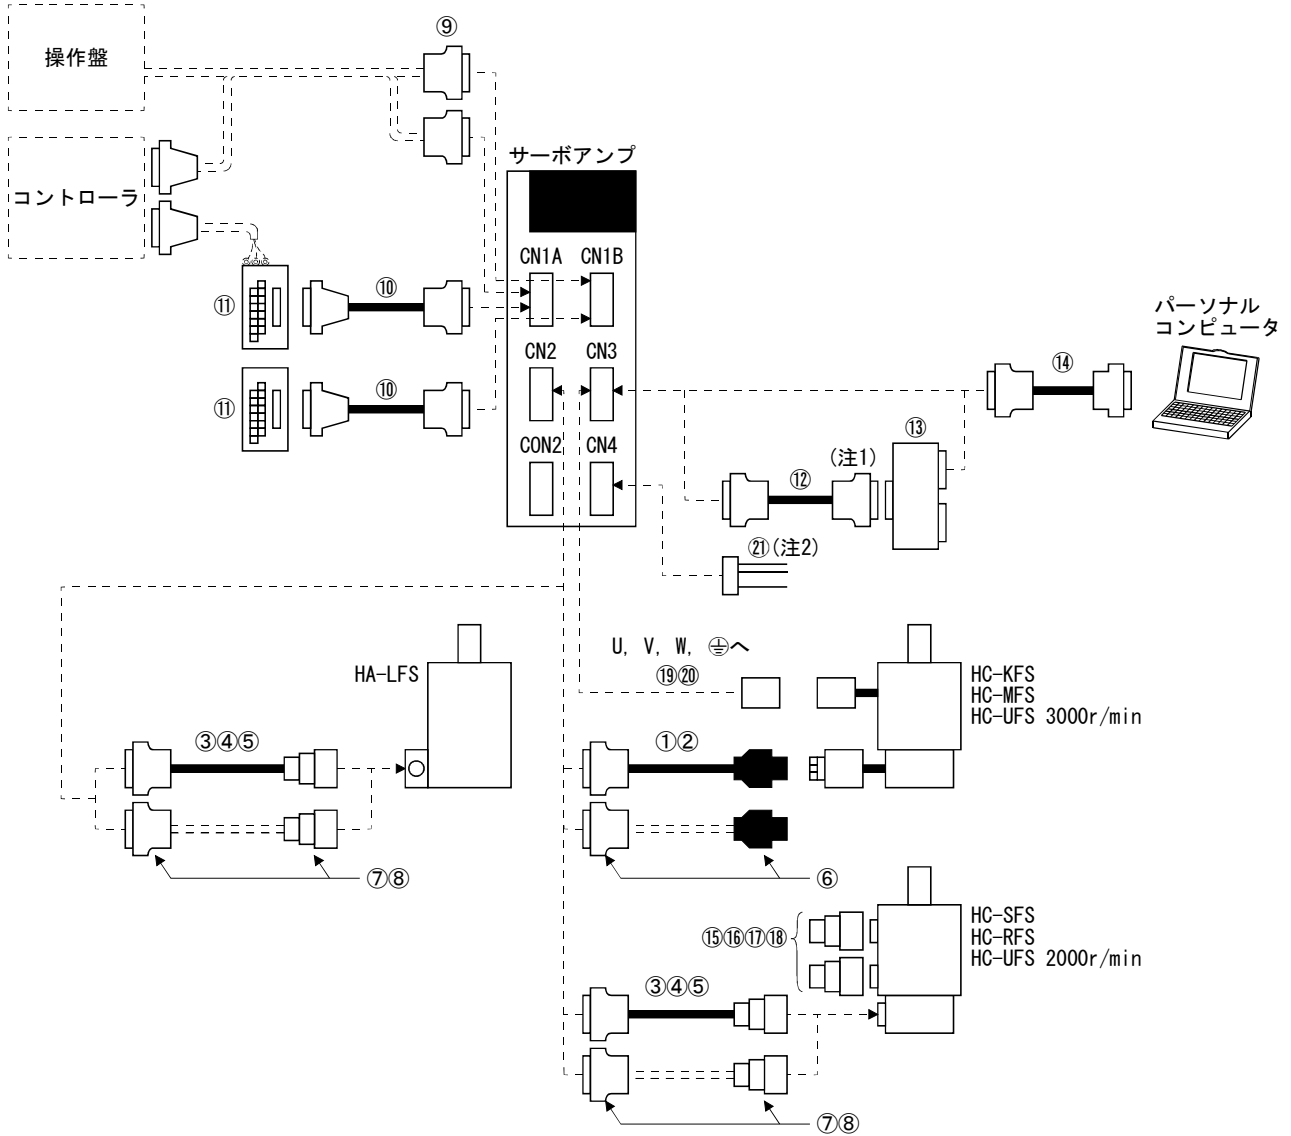 ⑨
操作盤
サーボアンプ
コントローラ
CN1A
CN1B
⑪
⑩
パーソナル
コンピュータ
CN2
CN3
⑭
⑪
⑩
⑬
CON2
CN4
(注1)
⑫
㉑(注2)
U, V, W, ⏚へ
HA-LFS
⑲⑳
HC-KFS
HC-MFS
HC-UFS 3000r/min
③④⑤
①②
⑦⑧
⑥
HC-SFS
HC-RFS
HC-UFS 2000r/min
⑮⑯⑰⑱
③④⑤
⑦⑧